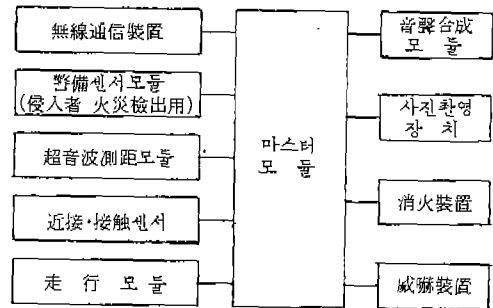 無線通信裝置
警備센서모듈
(侵入者 火災檢出用)
超音波測距모듈
近接·接触센서
走行모듈
마스터
모듈
音聲合成
모듈
사진촬영
장치
消火裝置
威嚇裝置